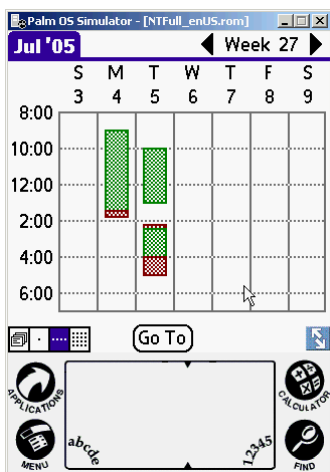 Palm OS Simulator - [NTFull_enUS.rom]
Jul '05
Week 27
S M T W T F S
3 4 5 6 7 8 9
8:00
10:00
12:00
2:00
4:00
6:00
Go To
APPLICATIONS
CALCULATOR
MENU
abcde
12345
FIND